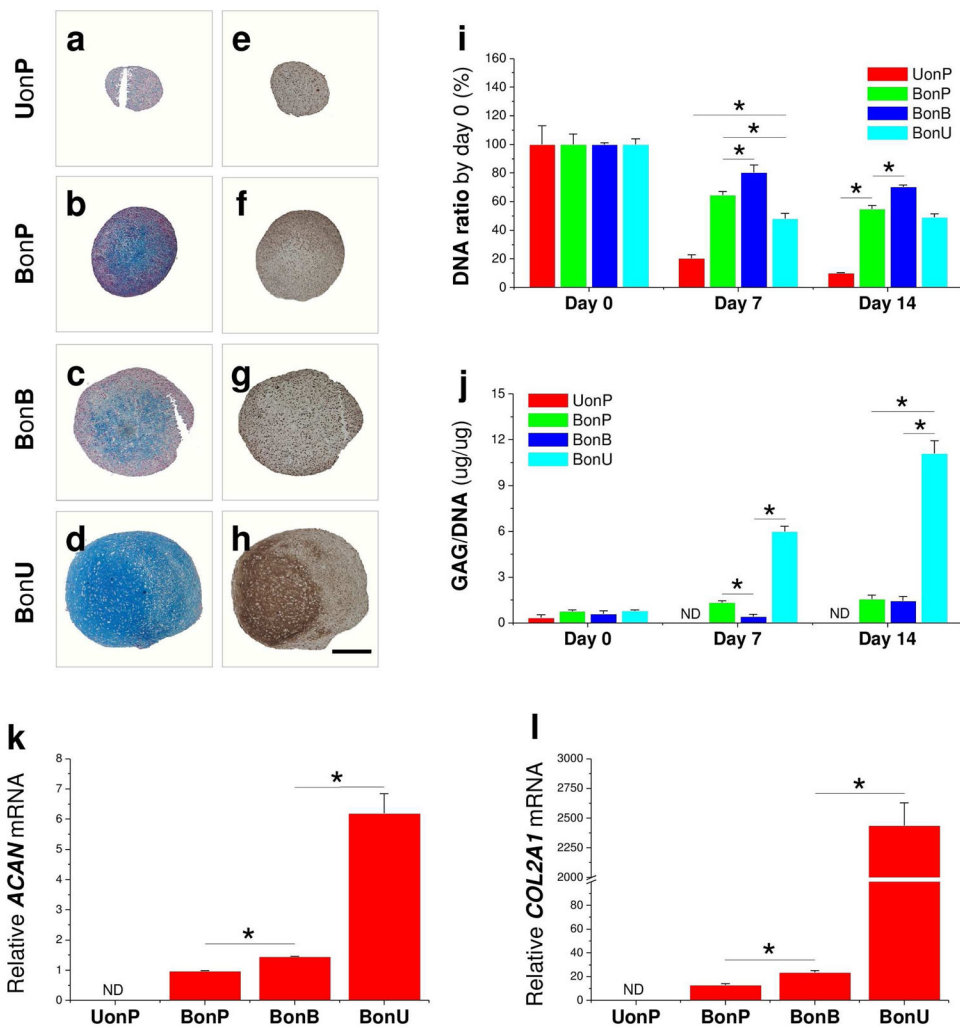 a
e
UonP
b
f
BonP
c
g
BonB
d
h
BonU
i
DNA ratio by day 0 (%)
160
140
120
100
80
60
40
20
0
UonP
BonP
BonB
BonU
*
*
*
*
*
Day 0
Day 7
Day 14
j
GAG/DNA (ug/ug)
15
12
9
6
3
0
UonP
BonP
BonB
BonU
*
*
*
*
ND
ND
Day 0
Day 7
Day 14
k
Relative ACAN mRNA
8
7
6
5
4
3
2
1
0
*
*
ND
UonP
BonP
BonB
BonU
l
Relative COL2A1 mRNA
3000
2750
2500
2250
2000
100
80
60
40
20
0
*
*
ND
UonP
BonP
BonB
BonU